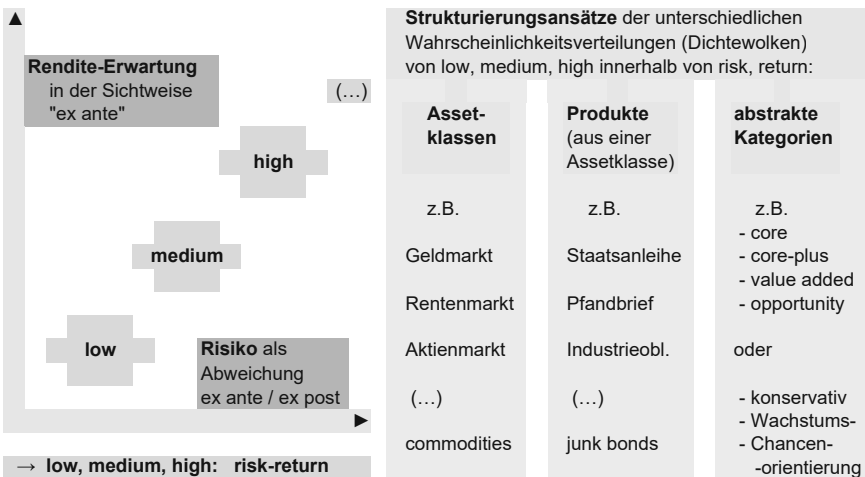 ▲
Rendite-Erwartung
in der Sichtweise
"ex ante"
(…)
high
medium
low
Risiko als
Abweichung
ex ante / ex post
►
→ low, medium, high: risk-return
Strukturierungsansätze der unterschiedlichen
Wahrscheinlichkeitsverteilungen (Dichtewolken)
von low, medium, high innerhalb von risk, return:
Asset-
klassen
z.B.
Geldmarkt
Rentenmarkt
Aktienmarkt
(…)
commodities
Produkte
(aus einer
Assetklasse)
z.B.
Staatsanleihe
Pfandbrief
Industrieobl.
(…)
junk bonds
abstrakte
Kategorien
z.B.
- core
- core-plus
- value added
- opportunity
oder
- konservativ
- Wachstums-
- Chancen-
-orientierung